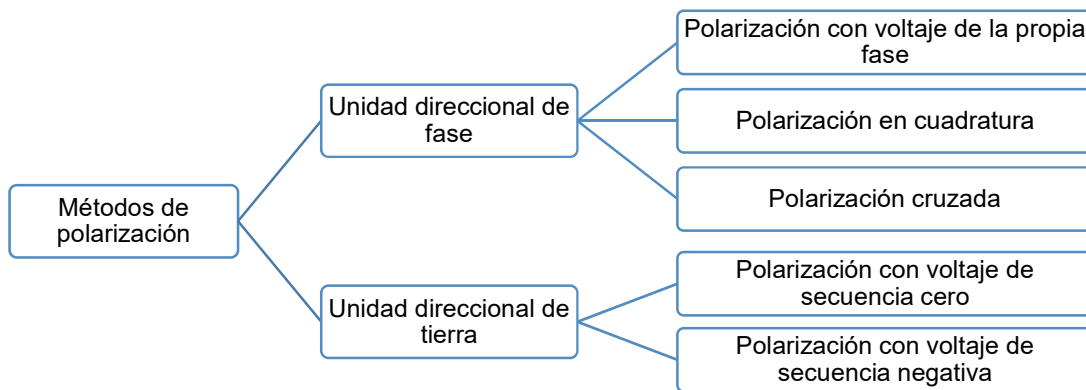 Métodos de
polarización
Unidad direccional de
fase
Polarización con voltaje de la propia
fase
Polarización en cuadratura
Polarización cruzada
Unidad direccional de
tierra
Polarización con voltaje de
secuencia cero
Polarización con voltaje de
secuencia negativa